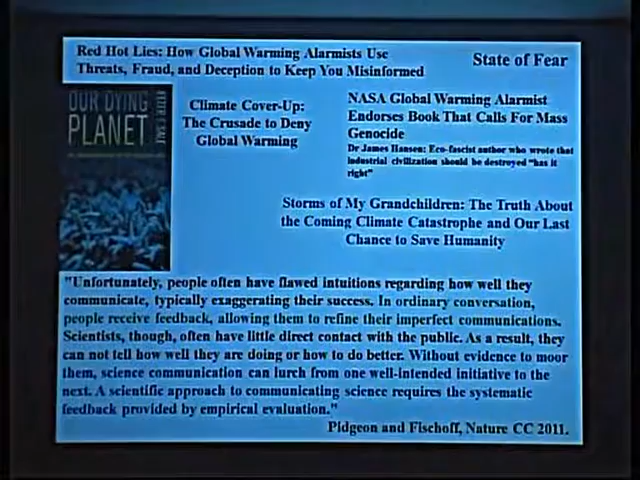 Red Hot Lies: How Global Warming Alarmists Use
Threats, Fraud, and Deception to Keep You Misinformed
State of Fear
OUR DYING
PLANET
PETER F. SALE
Climate Cover-Up:
The Crusade to Deny
Global Warming
NASA Global Warming Alarmist
Endorses Book That Calls For Mass
Genocide
Dr James Hansen: Eco-fascist author who wrote that
industrial civilization should be destroyed "has it
right"
Storms of My Grandchildren: The Truth About
the Coming Climate Catastrophe and Our Last
Chance to Save Humanity
"Unfortunately, people often have flawed intuitions regarding how well they
communicate, typically exaggerating their success. In ordinary conversation,
people receive feedback, allowing them to refine their imperfect communications.
Scientists, though, often have little direct contact with the public. As a result, they
can not tell how well they are doing or how to do better. Without evidence to moor
them, science communication can lurch from one well-intended initiative to the
next. A scientific approach to communicating science requires the systematic
feedback provided by empirical evaluation."
Pidgeon and Fischoff, Nature CC 2011.